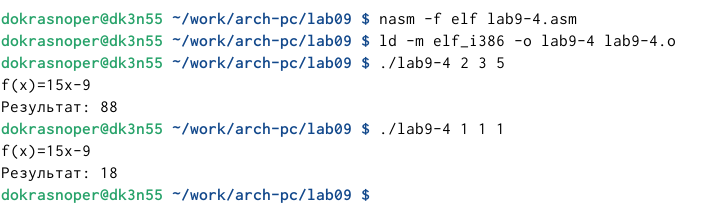 dokrasnoper@dk3n55 ~/work/arch-pc/lab09 $ nasm -f elf lab9-4.asm
dokrasnoper@dk3n55 ~/work/arch-pc/lab09 $ ld -m elf_i386 -o lab9-4 lab9-4.o
dokrasnoper@dk3n55 ~/work/arch-pc/lab09 $ ./lab9-4 2 3 5
f(x)=15x-9
Результат: 88
dokrasnoper@dk3n55 ~/work/arch-pc/lab09 $ ./lab9-4 1 1 1
f(x)=15x-9
Результат: 18
dokrasnoper@dk3n55 ~/work/arch-pc/lab09 $